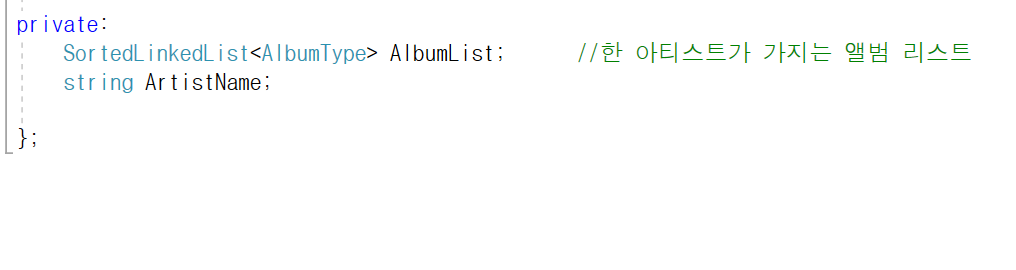 private:
SortedLinkedList<AlbumType> AlbumList; //한 아티스트가 가지는 앨범 리스트
string ArtistName;
};